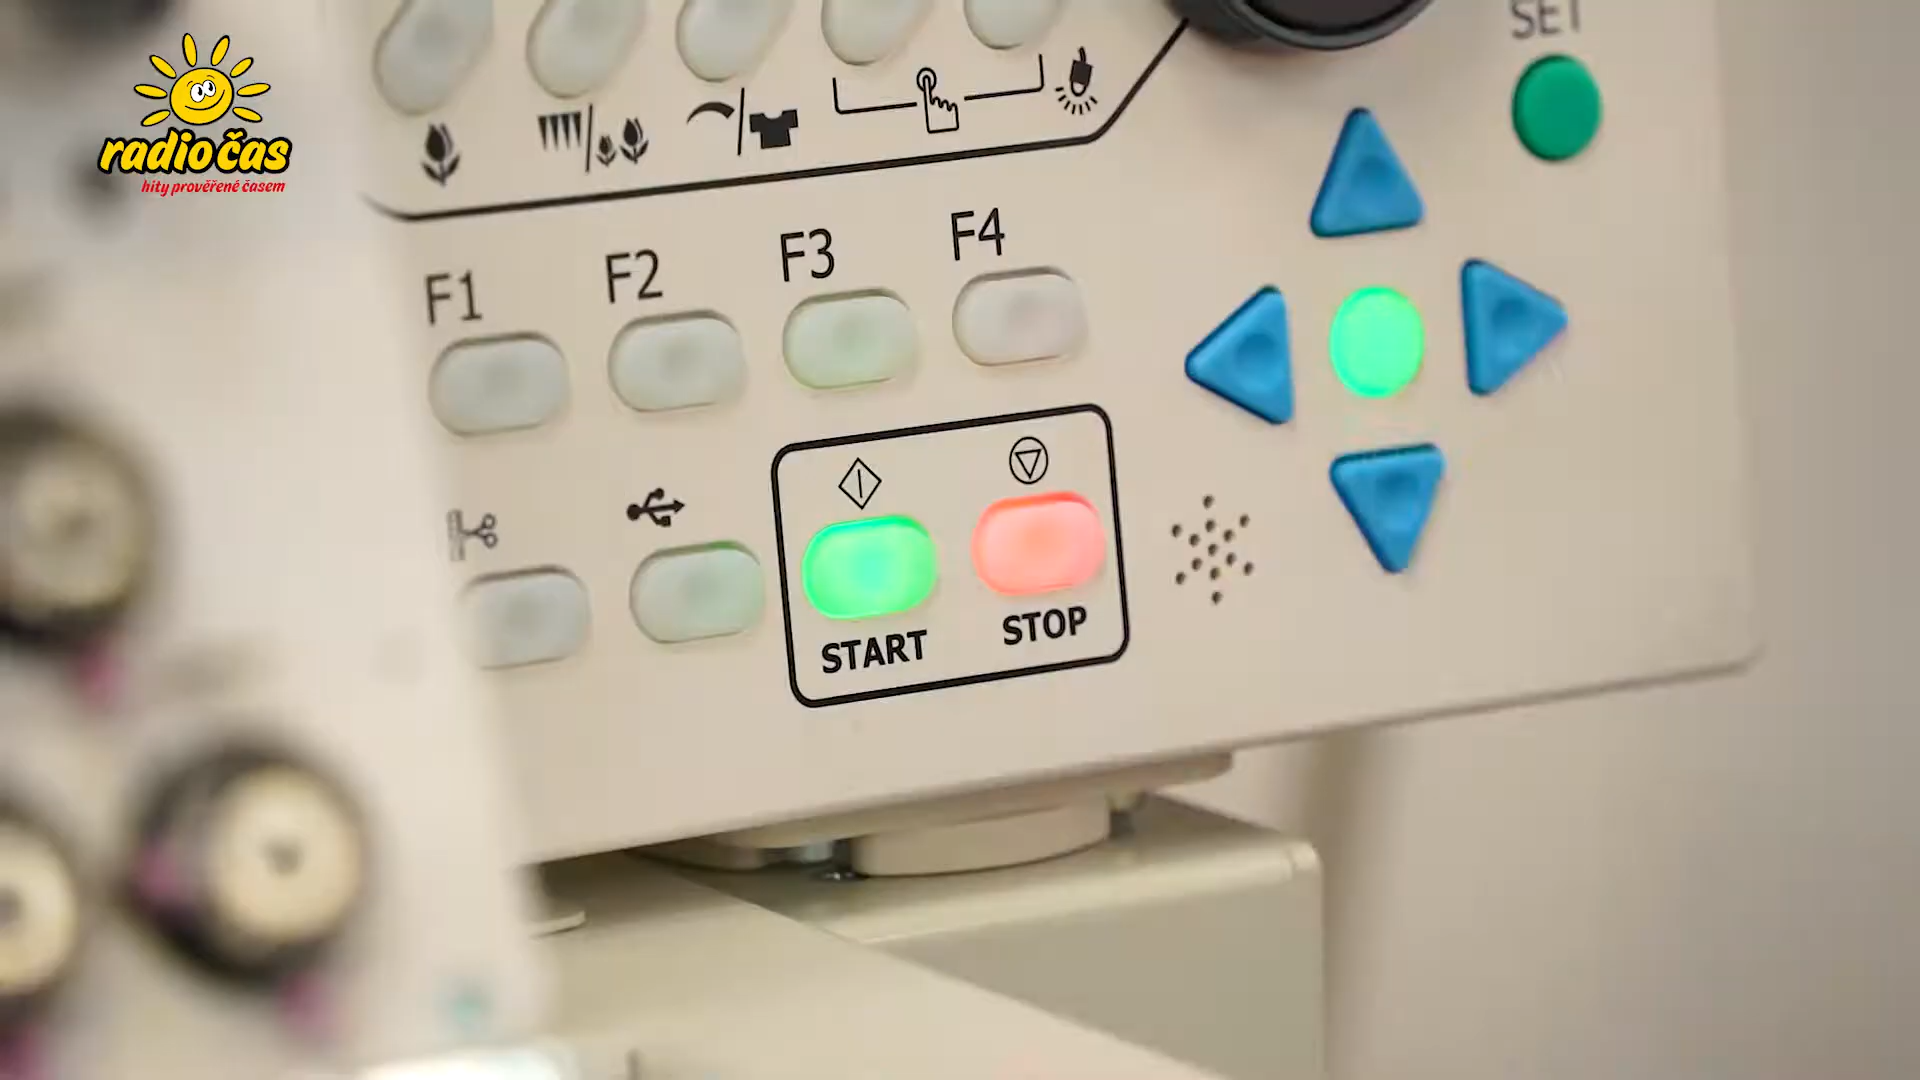 radio čas
hity prověřené časem
SET
F1
F2
F3
F4
START
STOP